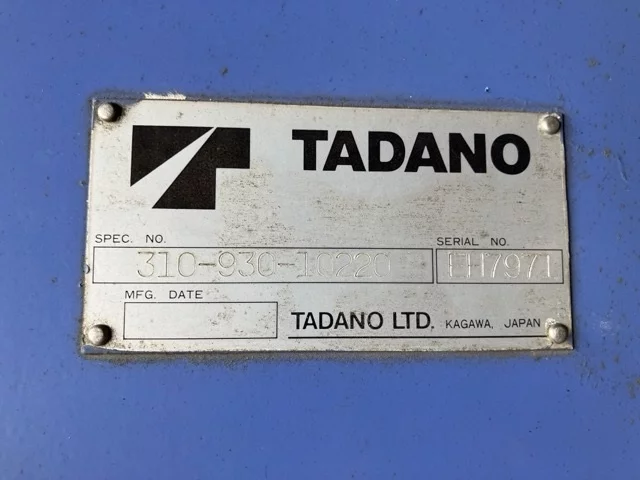 TADANO
SPEC. NO.
310-930-10220
SERIAL NO.
FH7971
MFG. DATE
TADANO LTD. KAGAWA, JAPAN